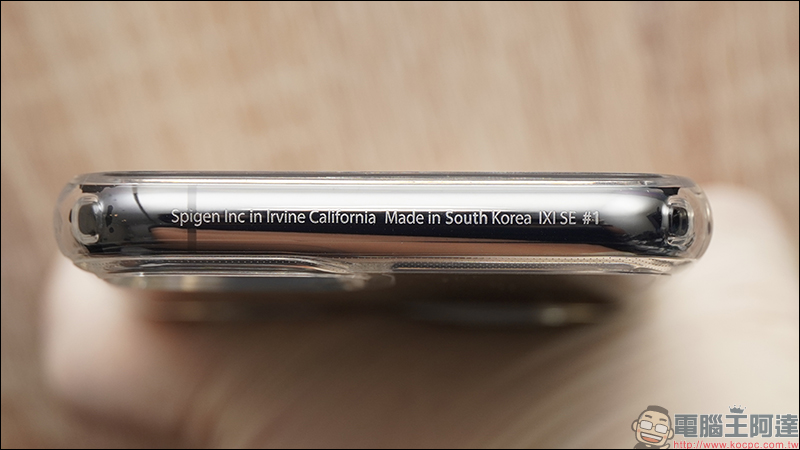 Spigen Inc in Irvine California Made in South Korea IXI SE #1
電腦王阿達
http://www.kocpc.com.tw